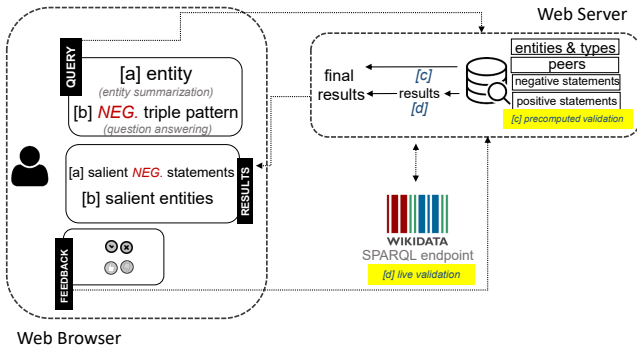 Web Server
QUERY
[a] entity
(entity summarization)
[b] NEG. triple pattern
(question answering)
final
results
[c]
results
[d]
entities & types
peers
negative statements
positive statements
[c] precomputed validation
[a] salient NEG. statements
[b] salient entities
RESULTS
WIKIDATA
SPARQL endpoint
[d] live validation
FEEDBACK
Web Browser